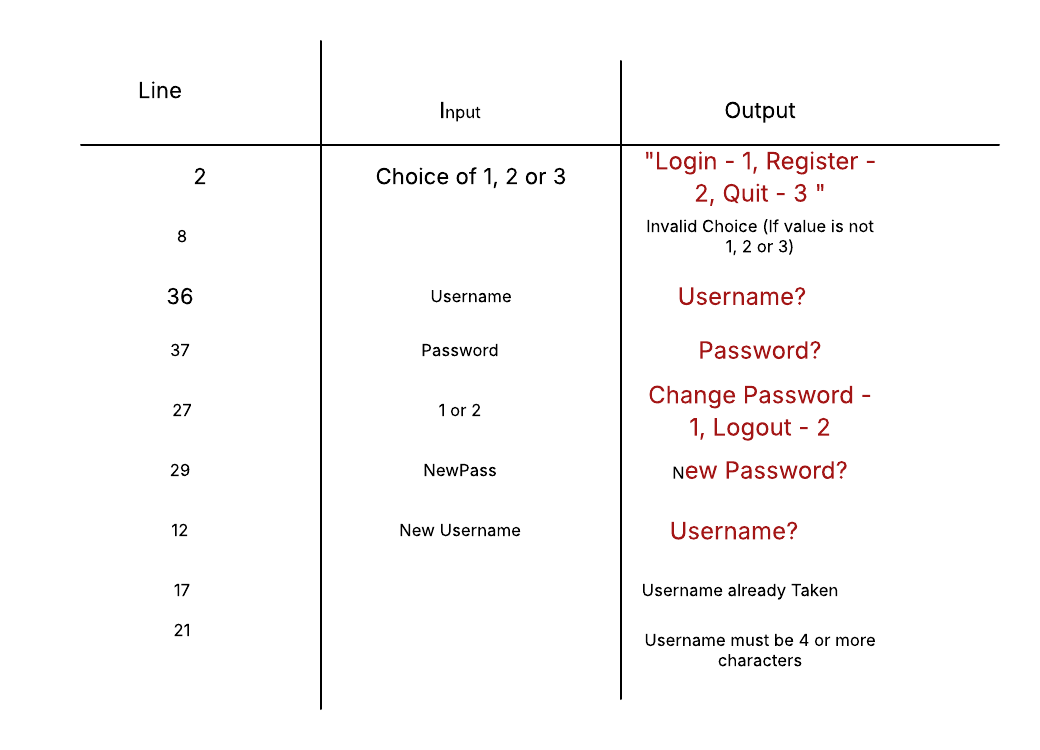 Line
Input
Output
2
Choice of 1, 2 or 3
"Login - 1, Register -
2, Quit - 3 "
8
Invalid Choice (If value is not
1, 2 or 3)
36
Username
Username?
37
Password
Password?
27
1 or 2
Change Password -
1, Logout - 2
29
NewPass
New Password?
12
New Username
Username?
17
Username already Taken
21
Username must be 4 or more
characters